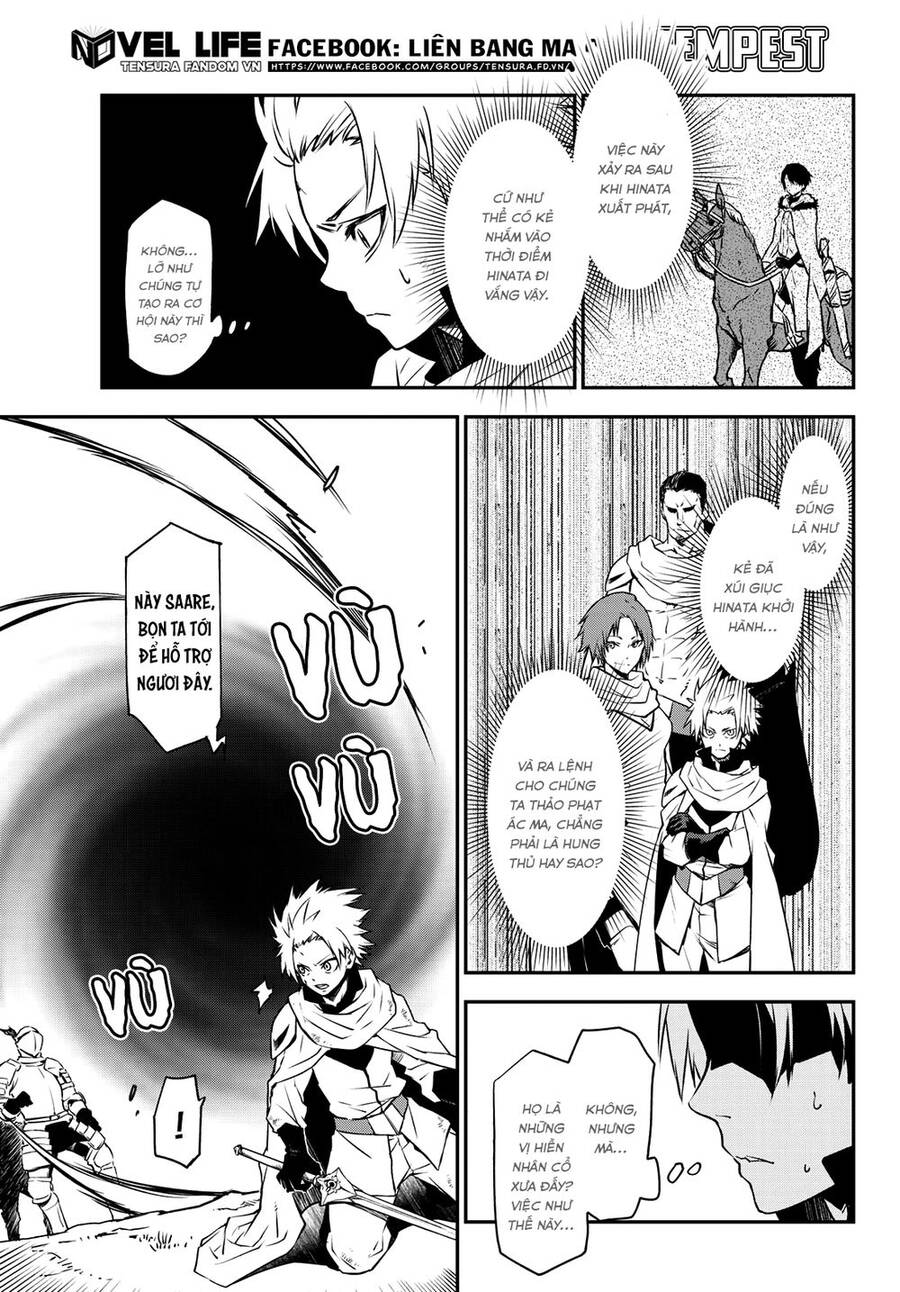 NOVEL LIFE
TENSURA FANDOM VN
FACEBOOK: LIÊN BANG MA
HTTPS://WWW.FACEBOOK.COM/GROUPS/TENSURA.FD.VN/
TEMPEST
VIỆC NÀY
XẢY RA SAU
KHI HINATA
XUẤT PHÁT,
CỨ NHƯ
THỂ CÓ KẺ
NHẮM VÀO
THỜI ĐIỂM
HINATA ĐI
VẮNG VẬY.
KHÔNG...
LỠ NHƯ
CHÚNG TỰ
TẠO RA CƠ
HỘI NÀY THÌ
SAO?
NẾU
ĐÚNG
LÀ NHƯ
VẬY,
KẺ ĐÃ
XÚI GIỤC
HINATA KHỞI
HÀNH...
VÀ RA LỆNH
CHO CHÚNG
TA THẢO PHẠT
ÁC MA, CHẲNG
PHẢI LÀ HUNG
THỦ HAY SAO?
KHÔNG,
NHƯNG
MÀ...
HỌ LÀ
NHỮNG
VỊ HIỀN
NHÂN CỔ
XƯA ĐẤY?
VIỆC NHƯ
THẾ NÀY...
NÀY SAARE,
BỌN TA TỚI
ĐỂ HỖ TRỢ
NGƯƠI ĐÂY.
VÙ
VÙ
VÙ
!